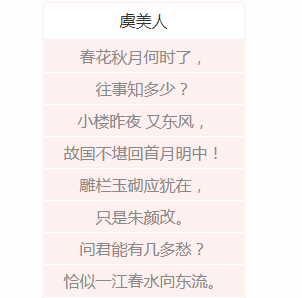 虞美人
春花秋月何时了，
往事知多少？
小楼昨夜 又东风，
故国不堪回首月明中！
雕栏玉砌应犹在，
只是朱颜改。
问君能有几多愁？
恰似一江春水向东流。